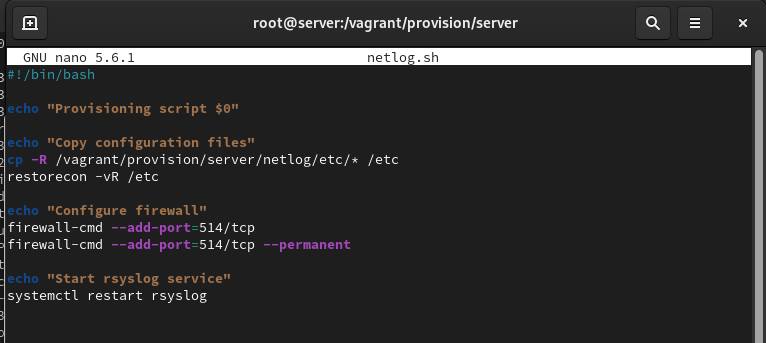 root@server:/vagrant/provision/server
GNU nano 5.6.1 netlog.sh
#!/bin/bash
echo "Provisioning script $0"
echo "Copy configuration files"
cp -R /vagrant/provision/server/netlog/etc/* /etc
restorecon -vR /etc
echo "Configure firewall"
firewall-cmd --add-port=514/tcp
firewall-cmd --add-port=514/tcp --permanent
echo "Start rsyslog service"
systemctl restart rsyslog